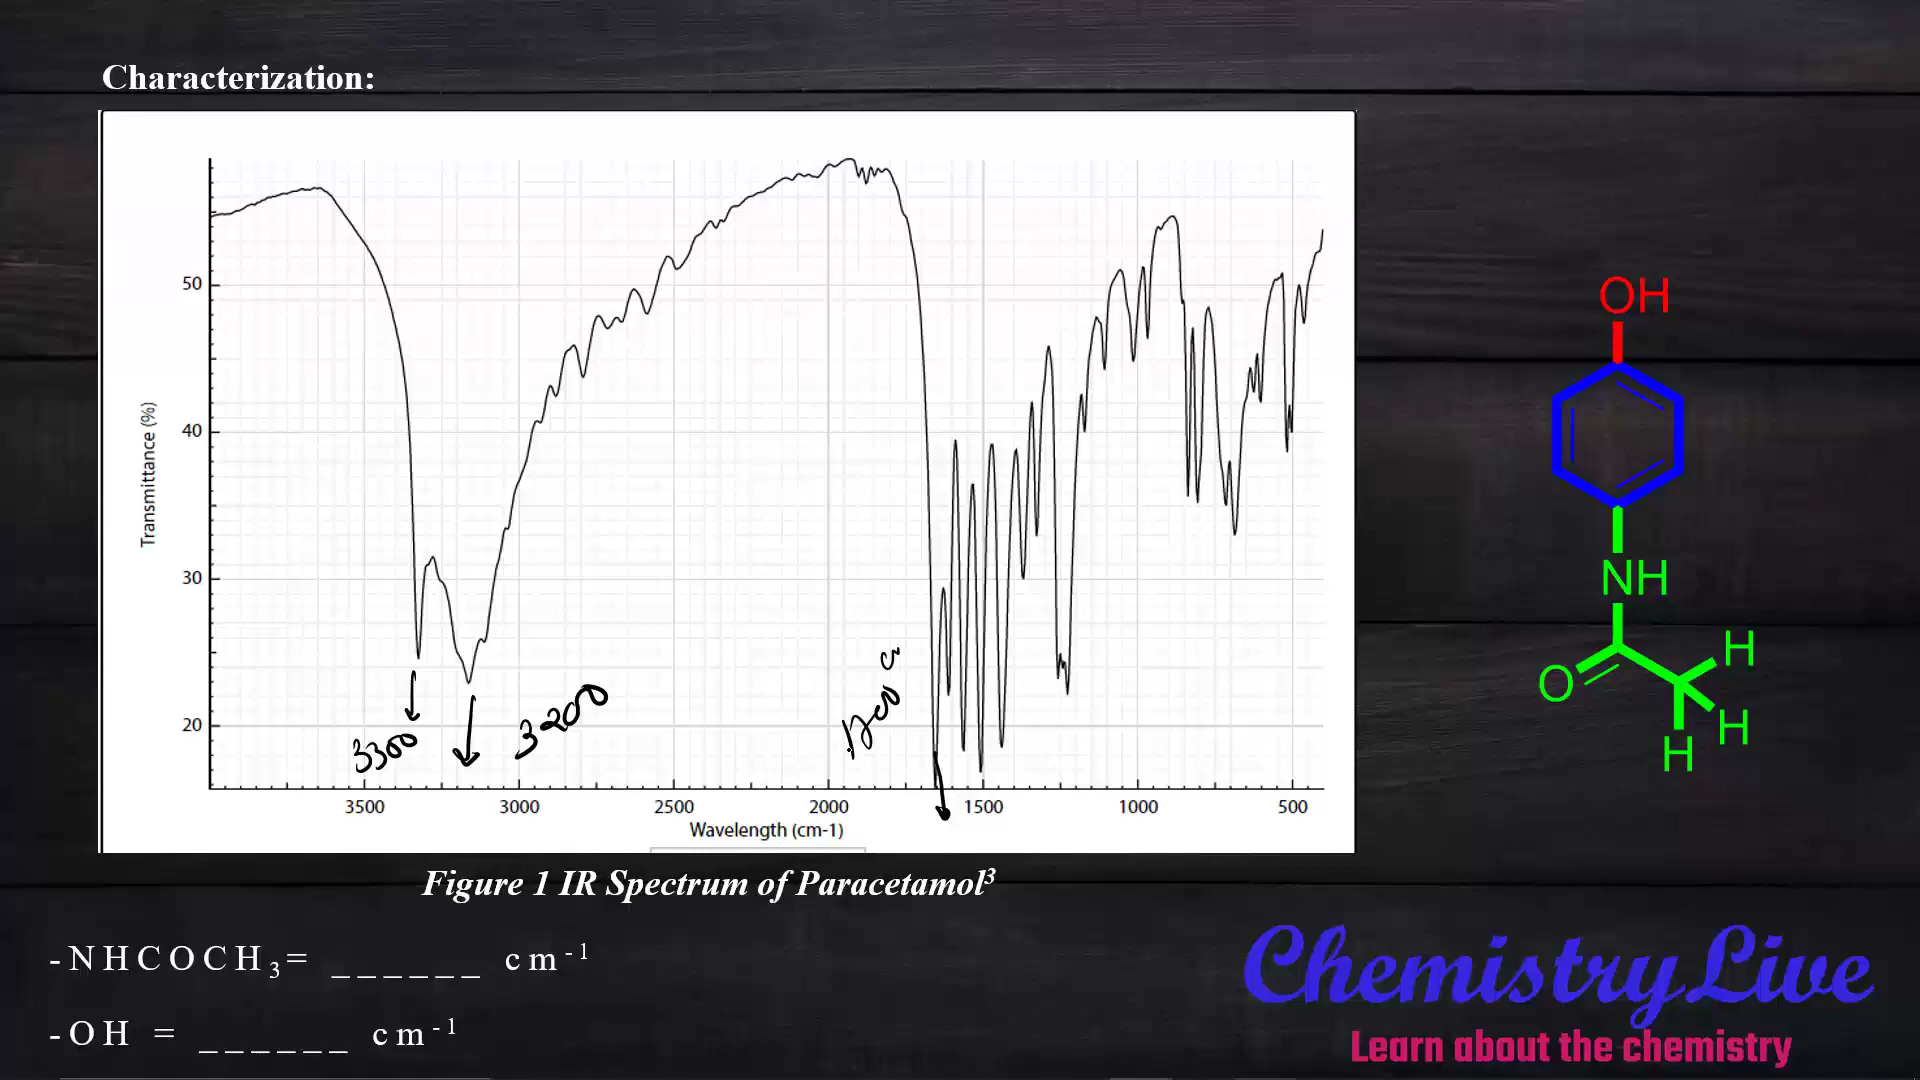 Characterization:
50
40
30
20
Transmittance (%)
3300
3200
1700 c
3500 3000 2500 2000 1500 1000 500
Wavelength (cm-1)
Figure 1 IR Spectrum of Paracetamol³
-NHCOCH₃= ______ cm⁻¹
-OH = ______ cm⁻¹
OH
NH
O
H
H
H
ChemistryLive
Learn about the chemistry